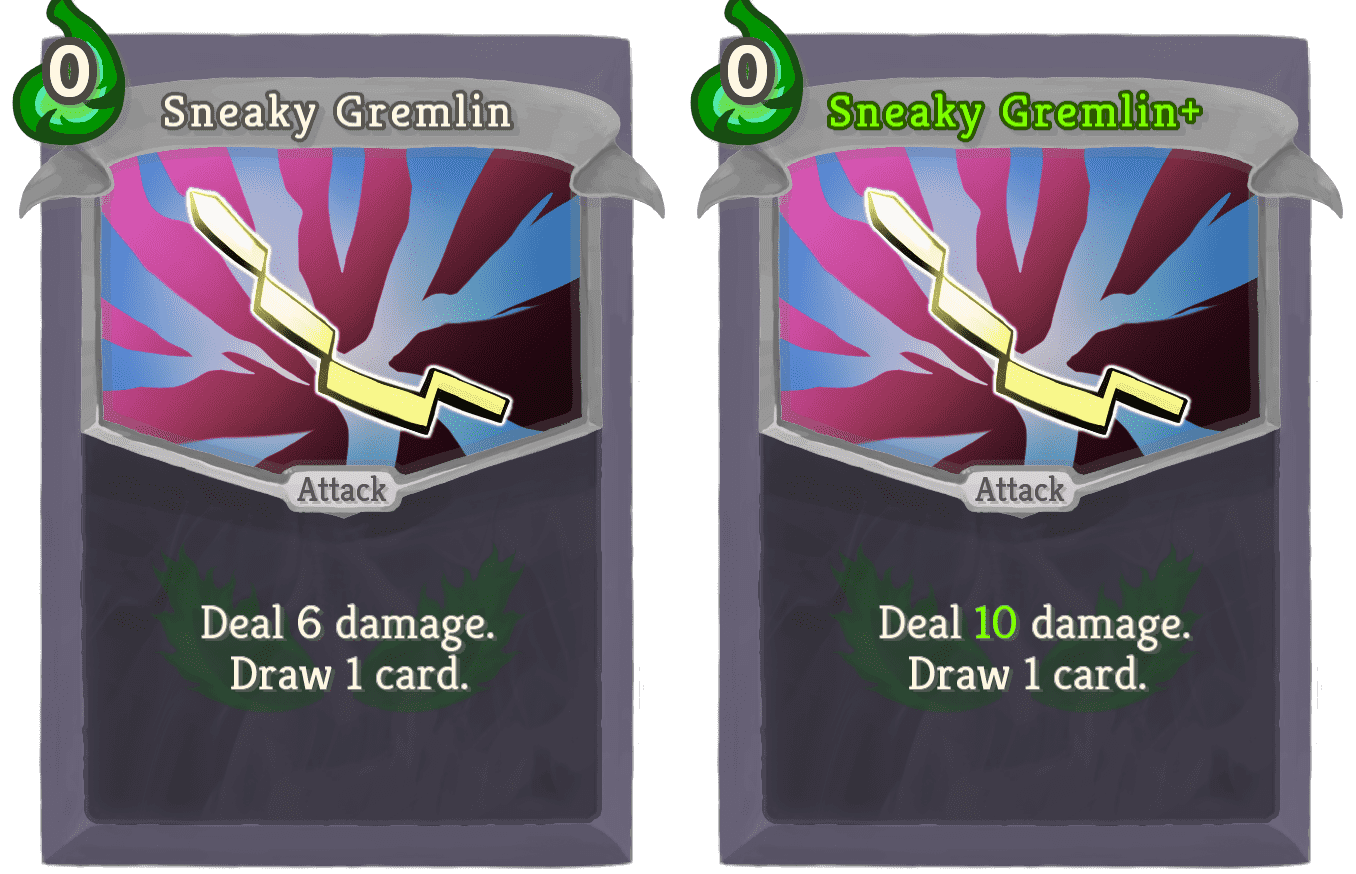 0
Sneaky Gremlin
Attack
Deal 6 damage.
Draw 1 card.
0
Sneaky Gremlin+
Attack
Deal 10 damage.
Draw 1 card.